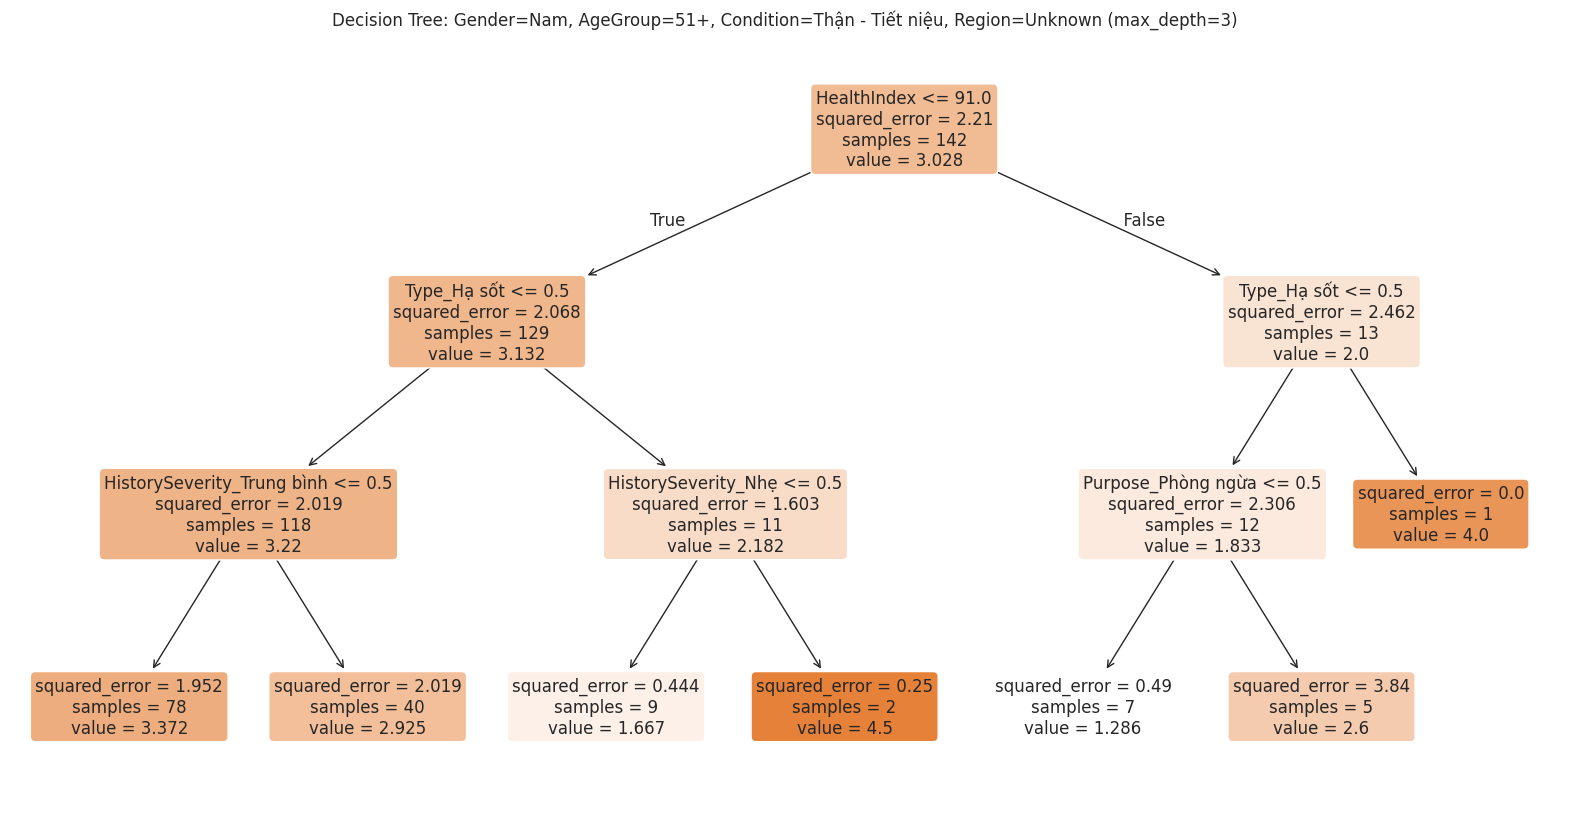 Decision Tree: Gender=Nam, AgeGroup=51+, Condition=Thận - Tiết niệu, Region=Unknown (max_depth=3)
HealthIndex <= 91.0
squared_error = 2.21
samples = 142
value = 3.028
True
False
Type_Hạ sốt <= 0.5
squared_error = 2.068
samples = 129
value = 3.132
Type_Hạ sốt <= 0.5
squared_error = 2.462
samples = 13
value = 2.0
HistorySeverity_Trung bình <= 0.5
squared_error = 2.019
samples = 118
value = 3.22
HistorySeverity_Nhẹ <= 0.5
squared_error = 1.603
samples = 11
value = 2.182
Purpose_Phòng ngừa <= 0.5
squared_error = 2.306
samples = 12
value = 1.833
squared_error = 0.0
samples = 1
value = 4.0
squared_error = 1.952
samples = 78
value = 3.372
squared_error = 2.019
samples = 40
value = 2.925
squared_error = 0.444
samples = 9
value = 1.667
squared_error = 0.25
samples = 2
value = 4.5
squared_error = 0.49
samples = 7
value = 1.286
squared_error = 3.84
samples = 5
value = 2.6